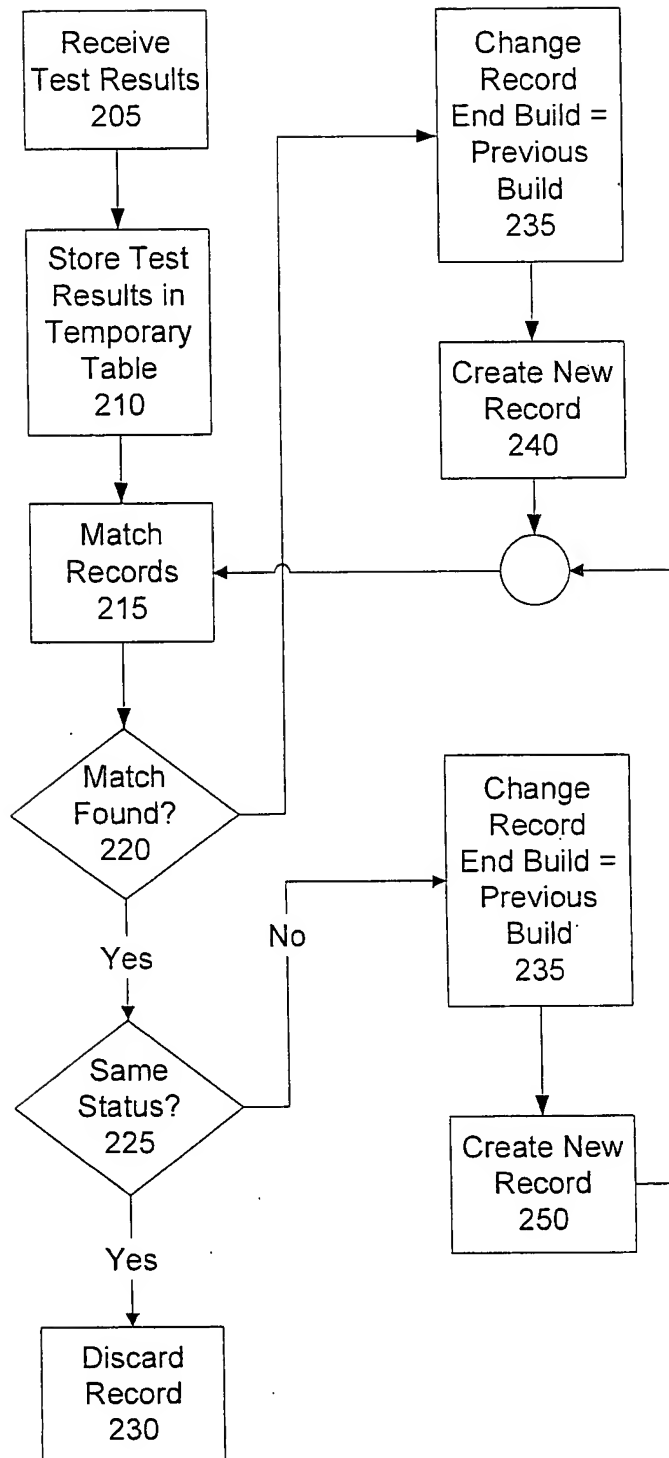 Receive
Test Results
205
Store Test
Results in
Temporary
Table
210
Match
Records
215
Match
Found?
220
Yes
Same
Status?
225
Yes
Discard
Record
230
No
Change
Record
End Build =
Previous
Build
235
Create New
Record
240
Change
Record
End Build =
Previous
Build
235
Create New
Record
250